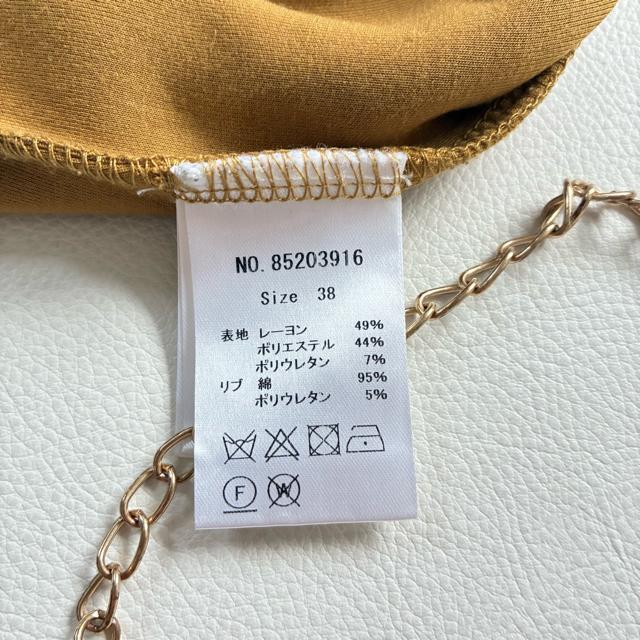 NO. 85203916
Size 38
表地 レーヨン 49%
ポリエステル 44%
ポリウレタン 7%
リブ 綿 95%
ポリウレタン 5%
F W